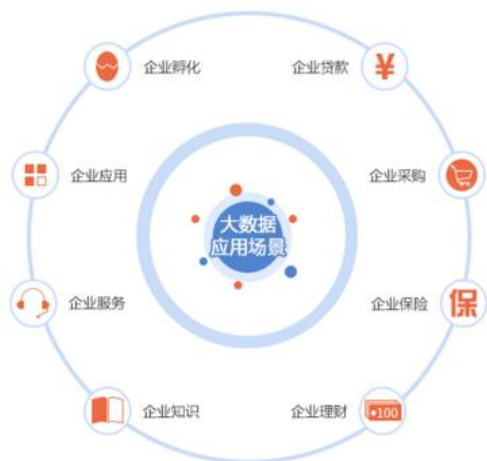 企业孵化
企业贷款
¥
企业应用
企业采购
大数据
应用场景
企业服务
企业保险
保
企业知识
企业理财
100